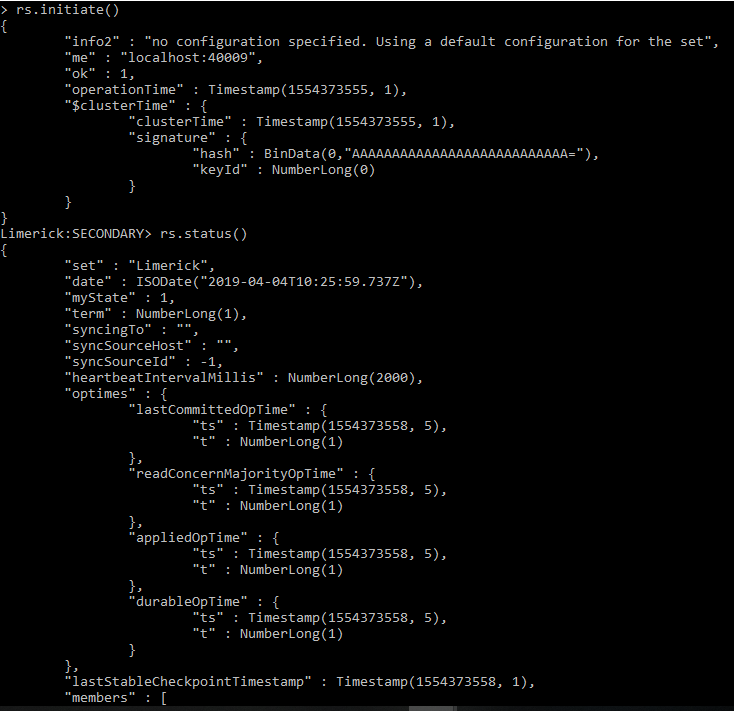 > rs.initiate()
{
        "info2" : "no configuration specified. Using a default configuration for the set",
        "me" : "localhost:40009",
        "ok" : 1,
        "operationTime" : Timestamp(1554373555, 1),
        "$clusterTime" : {
                "clusterTime" : Timestamp(1554373555, 1),
                "signature" : {
                        "hash" : BinData(0,"AAAAAAAAAAAAAAAAAAAAAAAAAAA="),
                        "keyId" : NumberLong(0)
                }
        }
}
Limerick:SECONDARY> rs.status()
{
        "set" : "Limerick",
        "date" : ISODate("2019-04-04T10:25:59.737Z"),
        "myState" : 1,
        "term" : NumberLong(1),
        "syncingTo" : "",
        "syncSourceHost" : "",
        "syncSourceId" : -1,
        "heartbeatIntervalMillis" : NumberLong(2000),
        "optimes" : {
                "lastCommittedOpTime" : {
                        "ts" : Timestamp(1554373558, 5),
                        "t" : NumberLong(1)
                },
                "readConcernMajorityOpTime" : {
                        "ts" : Timestamp(1554373558, 5),
                        "t" : NumberLong(1)
                },
                "appliedOpTime" : {
                        "ts" : Timestamp(1554373558, 5),
                        "t" : NumberLong(1)
                },
                "durableOpTime" : {
                        "ts" : Timestamp(1554373558, 5),
                        "t" : NumberLong(1)
                }
        },
        "lastStableCheckpointTimestamp" : Timestamp(1554373558, 1),
        "members" : [